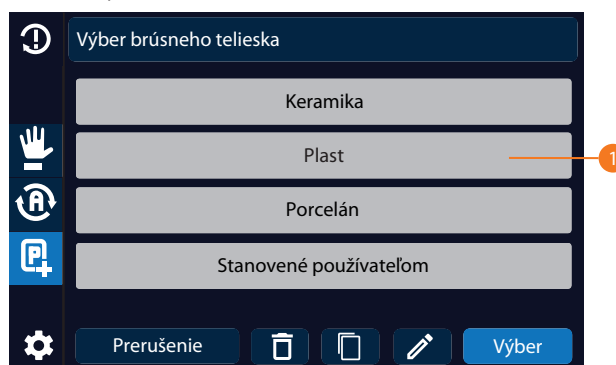 Výber brúsneho telieska
Keramika
Plast
1
Porcelán
A
Stanovené používateľom
P
Prerušenie
Výber